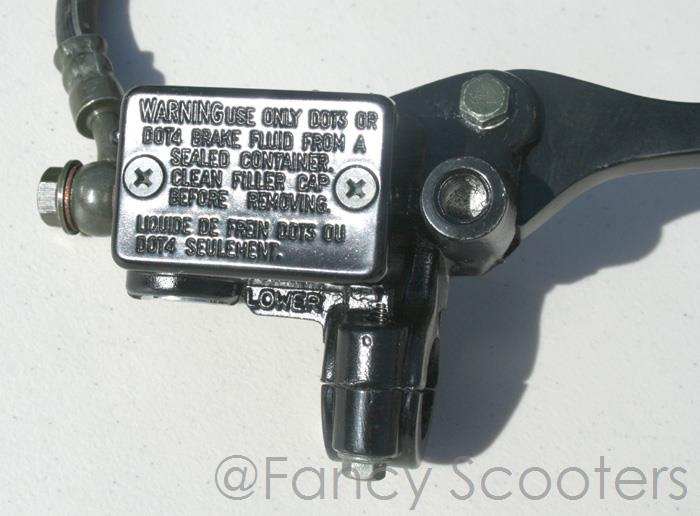 WARNING USE ONLY DOT3 OR
DOT4 BRAKE FLUID FROM A
SEALED CONTAINER.
CLEAN FILLER CAP
BEFORE REMOVING.
LIQUIDE DE FREIN DOT3 OU
DOT4 SEULEMENT.
LOWER
@Fancy Scooters